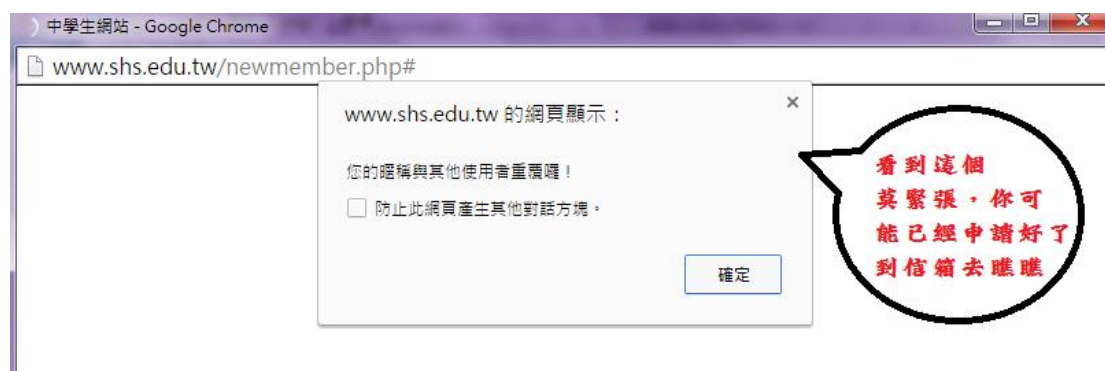 中學生網站 - Google Chrome
www.shs.edu.tw/newmember.php#
www.shs.edu.tw 的網頁顯示：
您的暱稱與其他使用者重覆囉！
防止此網頁產生其他對話方塊。
確定
看到這個
莫緊張，你可
能已經申請好了
到信箱去瞧瞧